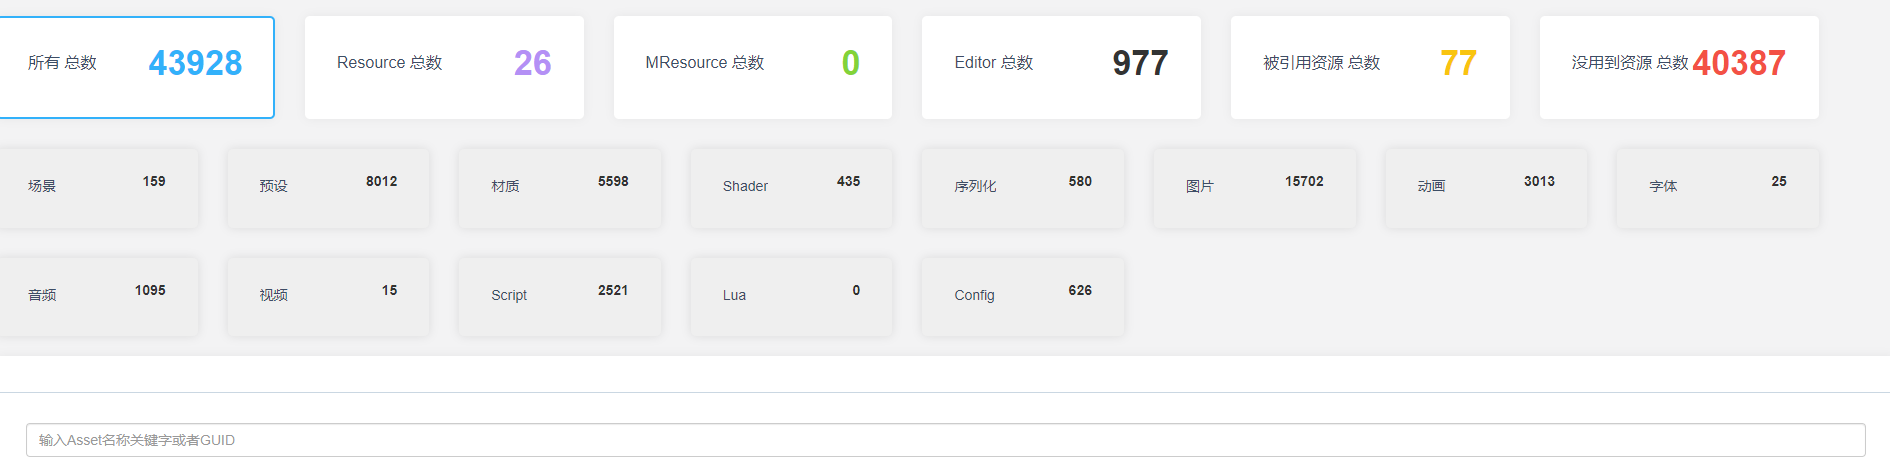 所有 总数 43928
Resource 总数 26
MResource 总数 0
Editor 总数 977
被引用资源 总数 77
没用到资源 总数 40387
场景 159
预设 8012
材质 5598
Shader 435
序列化 580
图片 15702
动画 3013
字体 25
音频 1095
视频 15
Script 2521
Lua 0
Config 626
输入Asset名称关键字或者GUID